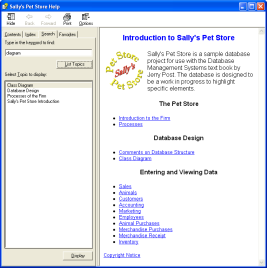 Sally's Pet Store Help
Hide
Back
Forward
Print
Options
Contents
Index
Search
Favorites
Type in the keyword to find:
diagram
List Topics
Select Topic to display:
Class Diagram
Database Design
Processes of the Firm
Sally's Pet Store Introduction
Display
Introduction to Sally's Pet Store
Pet Store
Sally's
Pet Store
Sally's Pet Store is a sample database
project for use with the Database
Management Systems text book by
Jerry Post. The database is designed to
be a work in progress to highlight
specific elements.
The Pet Store
Introduction to the Firm
Processes
Database Design
Comments on Database Structure
Class Diagram
Entering and Viewing Data
Sales
Animals
Customers
Accounting
Marketing
Employees
Animal Purchases
Merchandise Purchases
Merchandise Receipt
Inventory
Copyright Notice